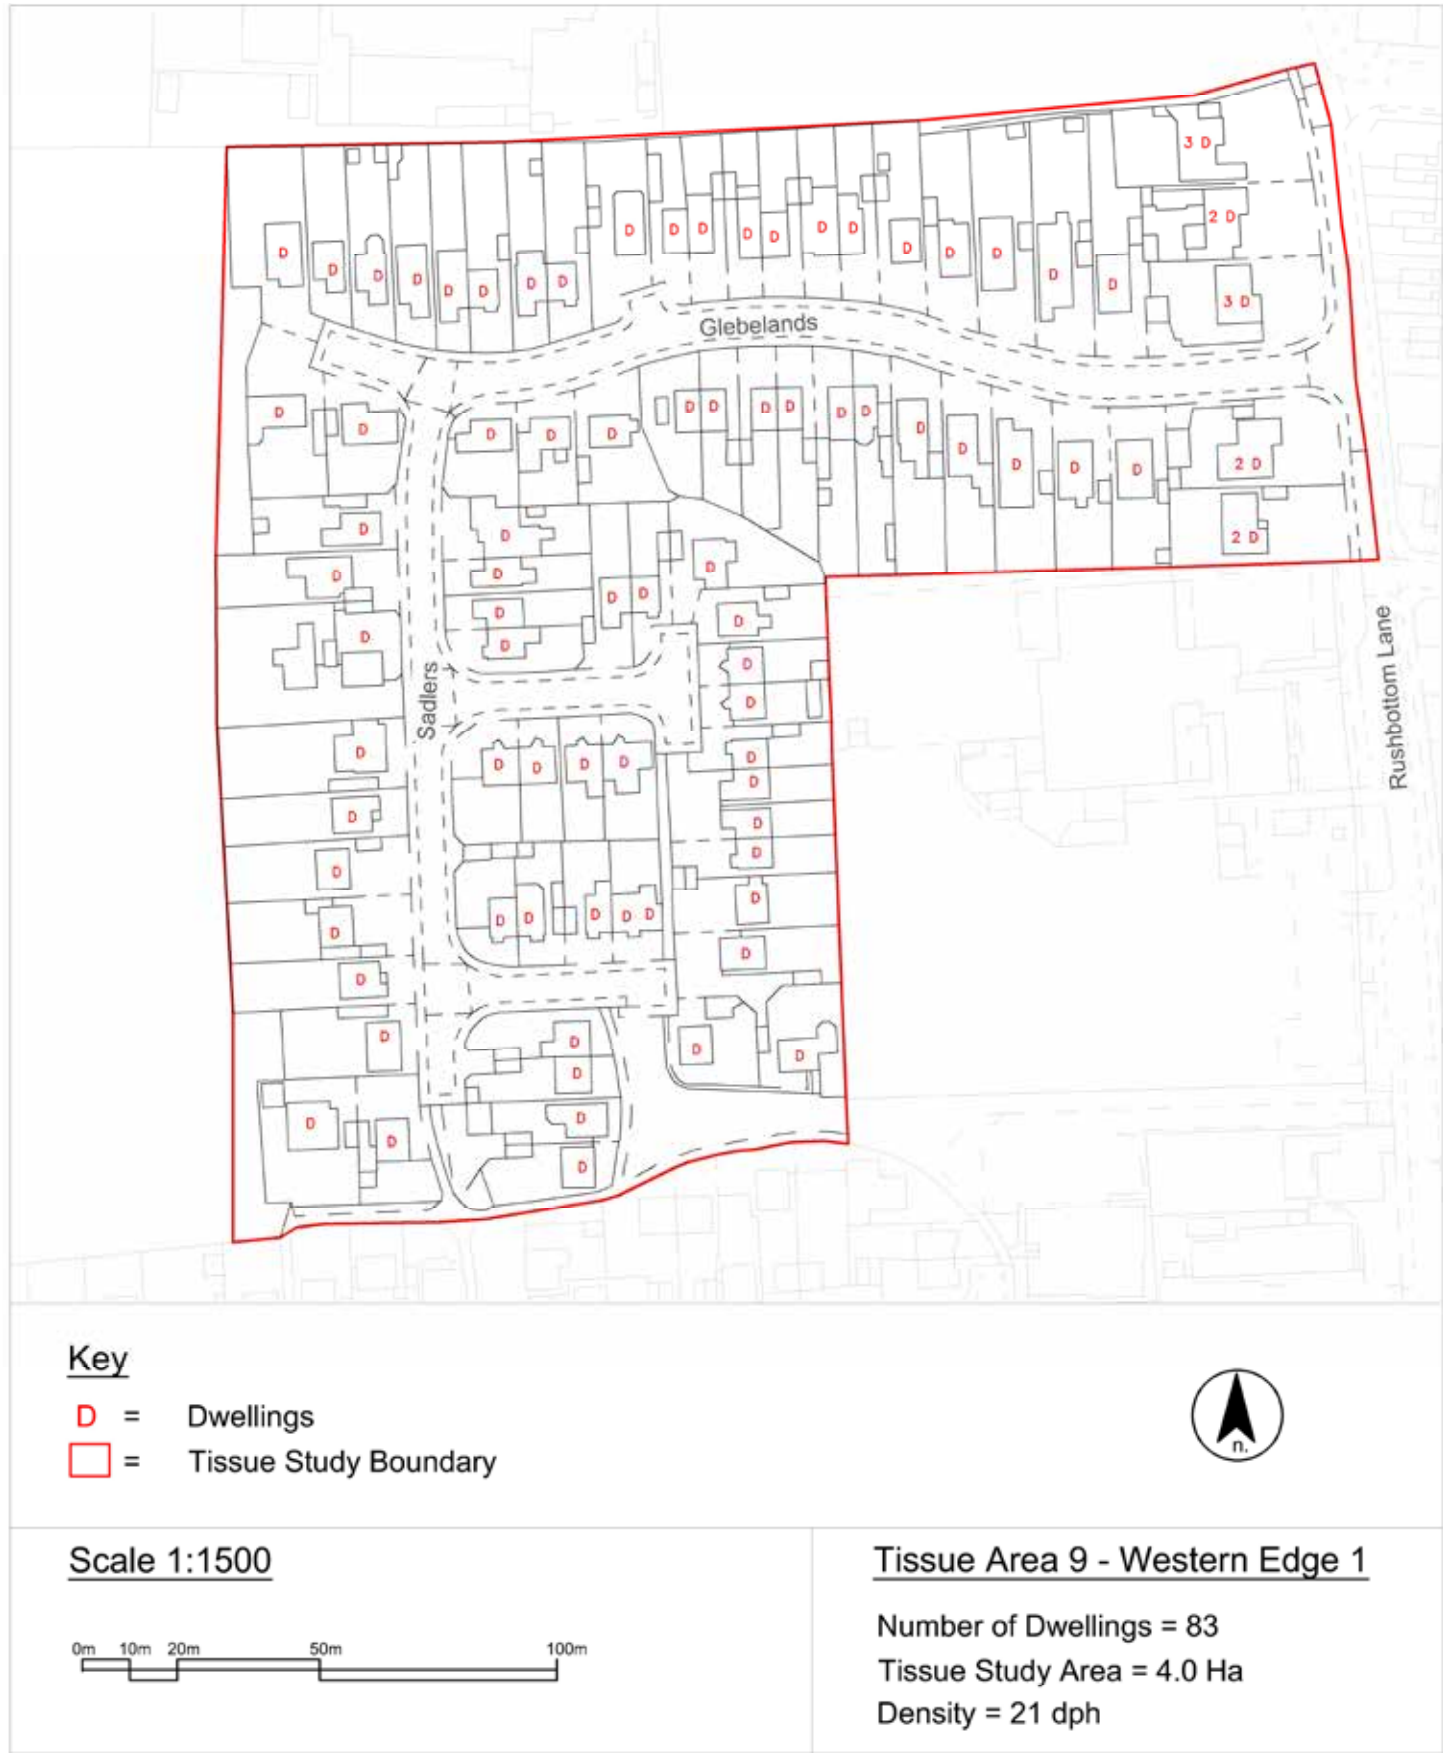 3 D
2 D
D D D D D D D D D D D D D D D D D D D D 3 D
Glebelands
D D D D D D D D D D D D D D D D 2 D
D D 2 D
D D D
D D D D
D D D
Sadlers
D
Rushbottom Lane
D D D D D D
D
D D
D D
D
D D D D D D
D D
D D D D
D
D D
D
D
Key
D = Dwellings
= Tissue Study Boundary
n.
Scale 1:1500
0m 10m 20m 50m 100m
Tissue Area 9 - Western Edge 1
Number of Dwellings = 83
Tissue Study Area = 4.0 Ha
Density = 21 dph